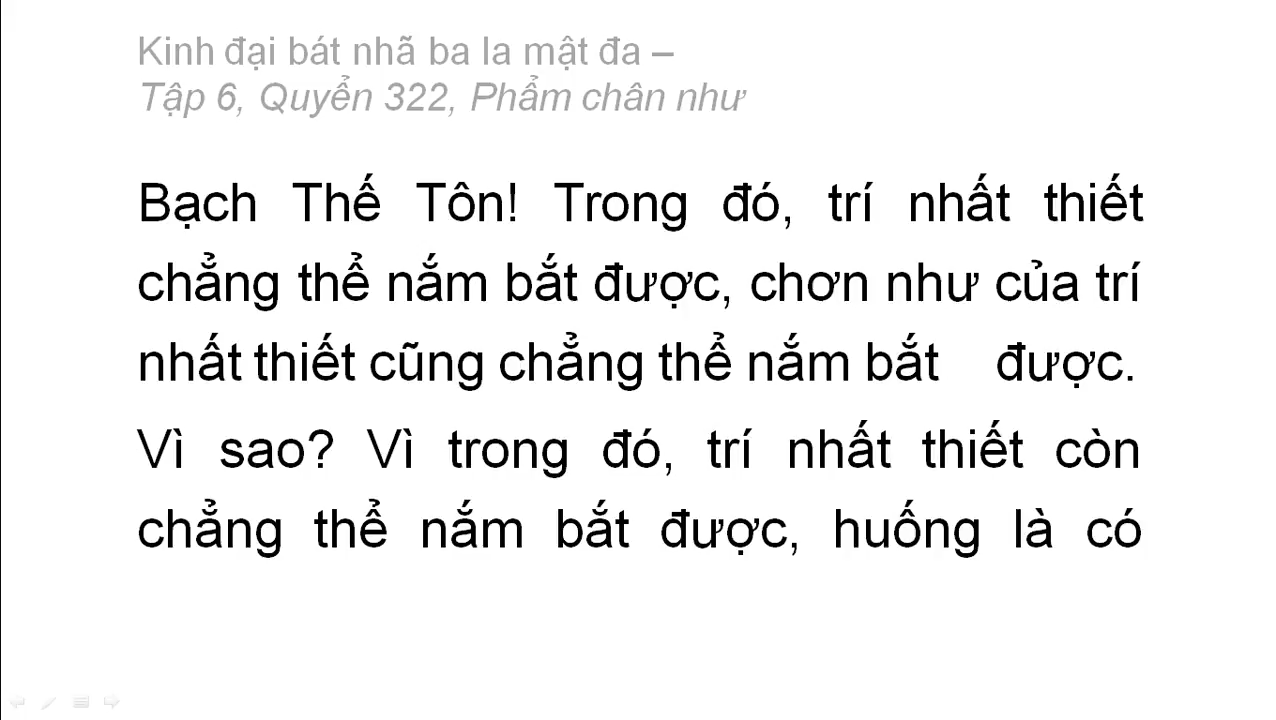 Kinh đại bát nhã ba la mật đa –
Tập 6, Quyển 322, Phẩm chân như
Bạch Thế Tôn! Trong đó, trí nhất thiết
chẳng thể nắm bắt được, chơn như của trí
nhất thiết cũng chẳng thể nắm bắt được.
Vì sao? Vì trong đó, trí nhất thiết còn
chẳng thể nắm bắt được, huống là có